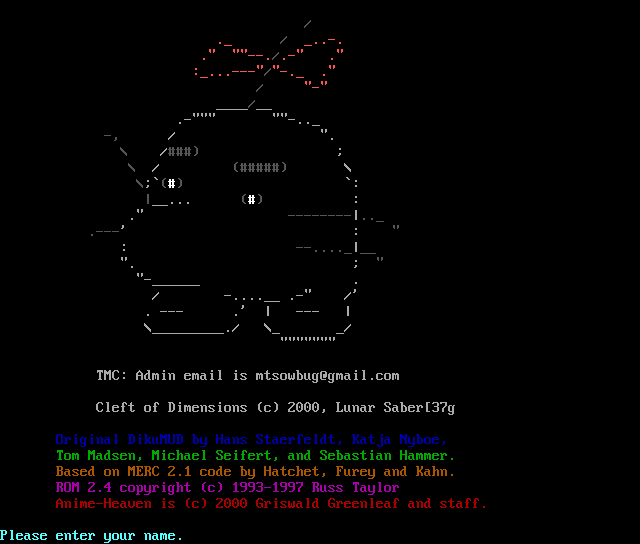 TMC: Admin email is mtsowbug@gmail.com
Cleft of Dimensions (c) 2000, Lunar Saber[37g
Original DikuMUD by Hans Staerfeldt, Katja Nyboe,
Tom Madsen, Michael Seifert, and Sebastian Hammer.
Based on MERC 2.1 code by Hatchet, Furey and Kahn.
ROM 2.4 copyright (c) 1993-1997 Russ Taylor
Anime-Heaven is (c) 2000 Griswald Greenleaf and staff.
Please enter your name.